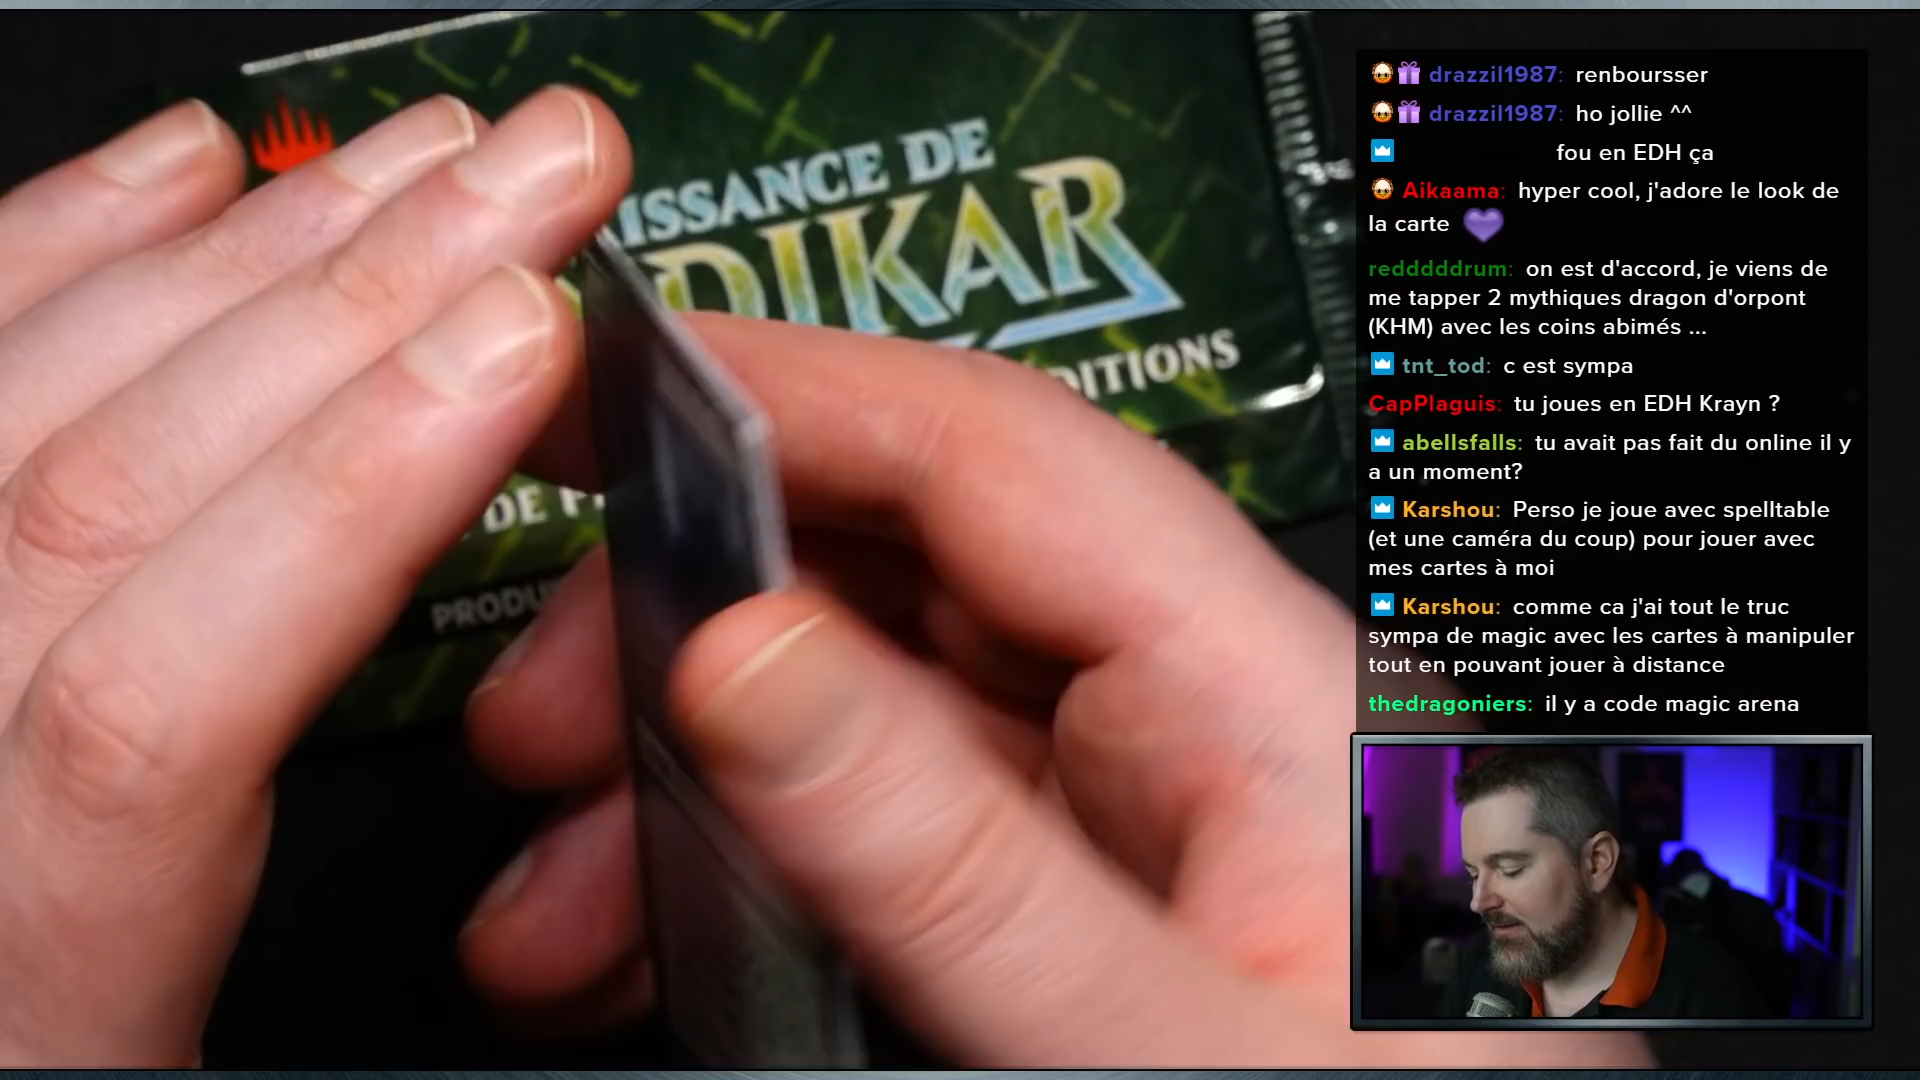 ISSANCE DE
DIKAR
DITIONS
DE
PRODU
drazzil1987: renboursser
drazzil1987: ho jollie ^^
fou en EDH ça
Aikaama: hyper cool, j'adore le look de
la carte
redddddrum: on est d'accord, je viens de
me tapper 2 mythiques dragon d'orpont
(KHM) avec les coins abimés ...
tnt_tod: c est sympa
CapPlaguis: tu joues en EDH Krayn ?
abellsfalls: tu avait pas fait du online il y
a un moment?
Karshou: Perso je joue avec spelltable
(et une caméra du coup) pour jouer avec
mes cartes à moi
Karshou: comme ca j'ai tout le truc
sympa de magic avec les cartes à manipuler
tout en pouvant jouer à distance
thedragoniers: il y a code magic arena